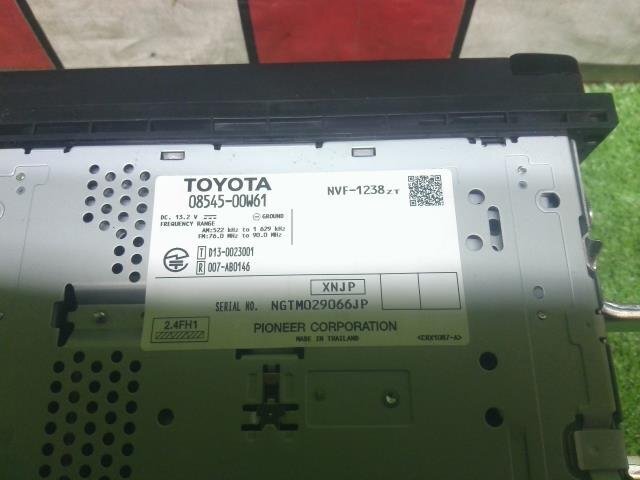 TOYOTA
08545-00W61
NVF-1238ZT
DC. 13.2 V
GROUND
FREQUENCY RANGE
AM:522 kHz to 1 629 kHz
FM:76.0 MHz to 90.0 MHz
T D13-0023001
R 007-AB0146
XNJP
SERIAL NO. NGTM029066JP
2.4FH1
PIONEER CORPORATION
MADE IN THAILAND
<CRX1087-A>